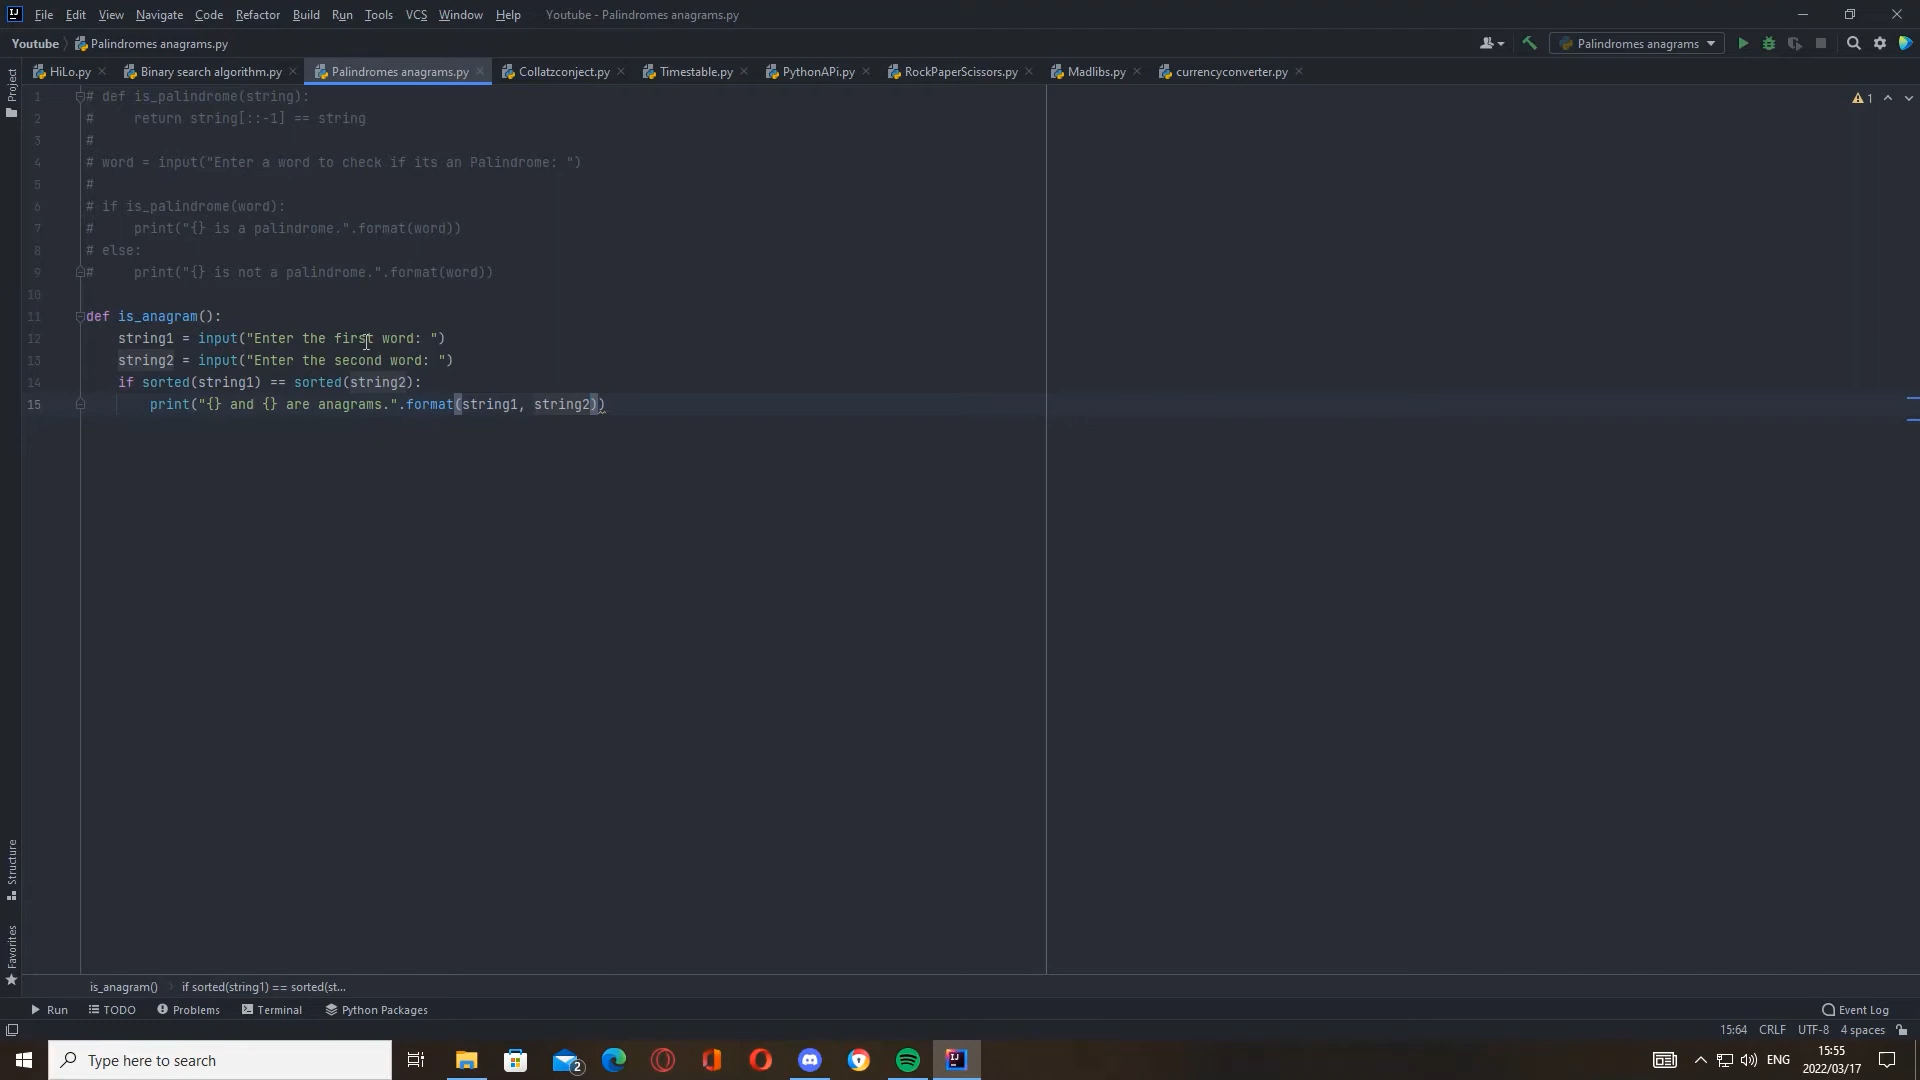 File Edit View Navigate Code Refactor Build Run Tools VCS Window Help Youtube - Palindromes anagrams.py
Youtube Palindromes anagrams.py Palindromes anagrams
HiLo.py Binary search algorithm.py Palindromes anagrams.py Collatzconject.py Timestable.py PythonAPi.py RockPaperScissors.py Madlibs.py currencyconverter.py
Project
1 # def is_palindrome(string): 1
2 #     return string[::-1] == string
3 #
4 # word = input("Enter a word to check if its an Palindrome: ")
5 #
6 # if is_palindrome(word):
7 #     print("{} is a palindrome.".format(word))
8 # else:
9 #     print("{} is not a palindrome.".format(word))
10
11 def is_anagram():
12     string1 = input("Enter the first word: ")
13     string2 = input("Enter the second word: ")
14     if sorted(string1) == sorted(string2):
15         print("{} and {} are anagrams.".format(string1, string2))
Structure
Favorites
is_anagram() if sorted(string1) == sorted(st...
Run TODO Problems Terminal Python Packages Event Log
15:64 CRLF UTF-8 4 spaces
Type here to search 2 IJ ENG 15:55
2022/03/17